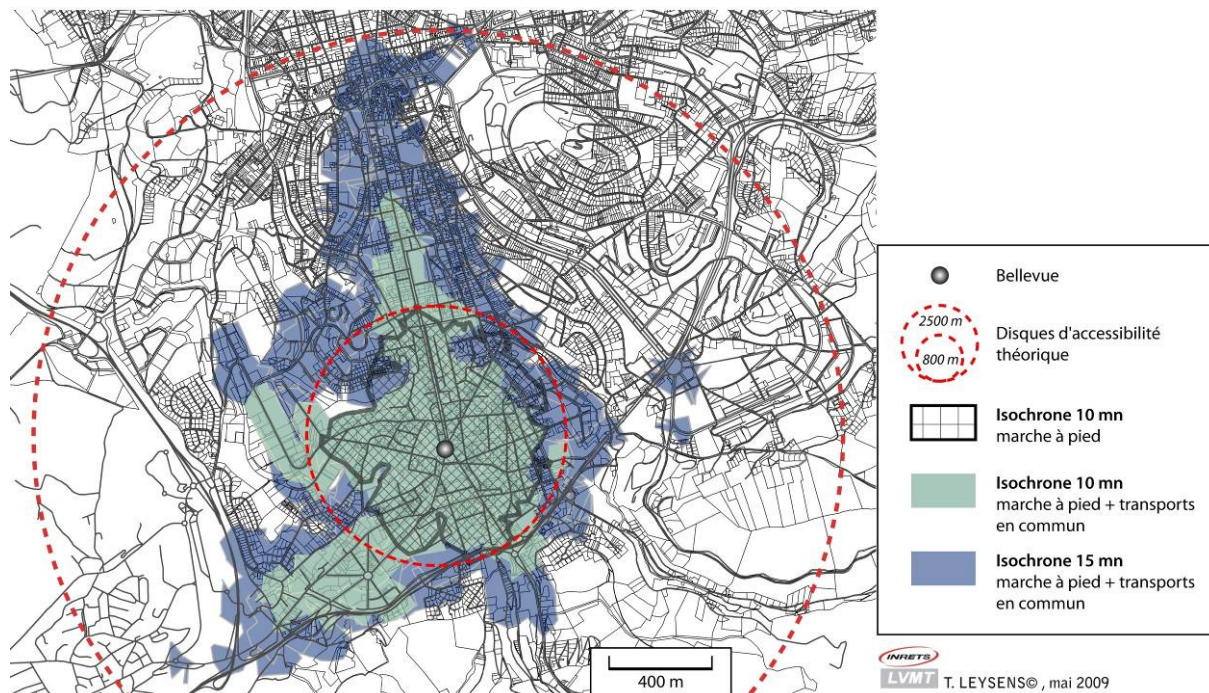 Bellevue
2500 m
800 m
Disques d'accessibilité
théorique
Isochrone 10 mn
marche à pied
Isochrone 10 mn
marche à pied + transports
en commun
Isochrone 15 mn
marche à pied + transports
en commun
400 m
INRETS
LVMT T. LEYSENS© , mai 2009